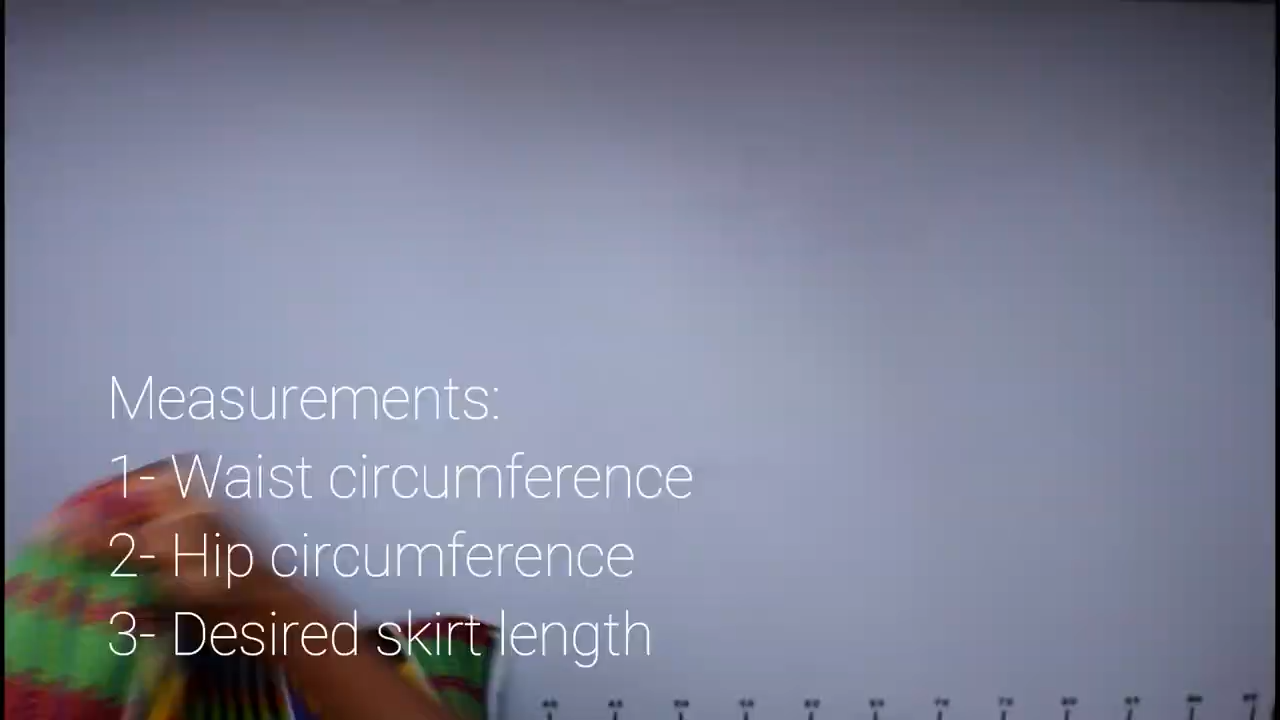 Measurements:
1- Waist circumference
2- Hip circumference
3- Desired skirt length